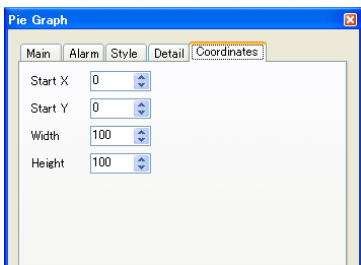 Pie Graph
Main Alarm Style Detail Coordinates
Start X 0
Start Y 0
Width 100
Height 100